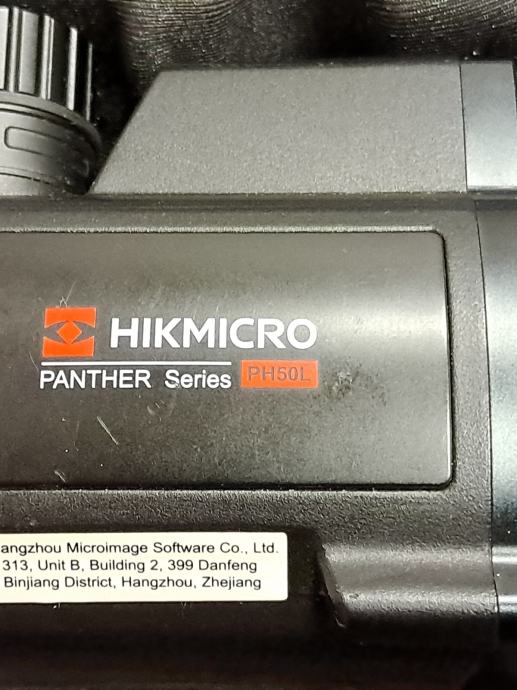 HIKMICRO
PANTHER Series PH50L
angzhou Microimage Software Co., Ltd.
313, Unit B, Building 2, 399 Danfeng
Binjiang District, Hangzhou, Zhejiang